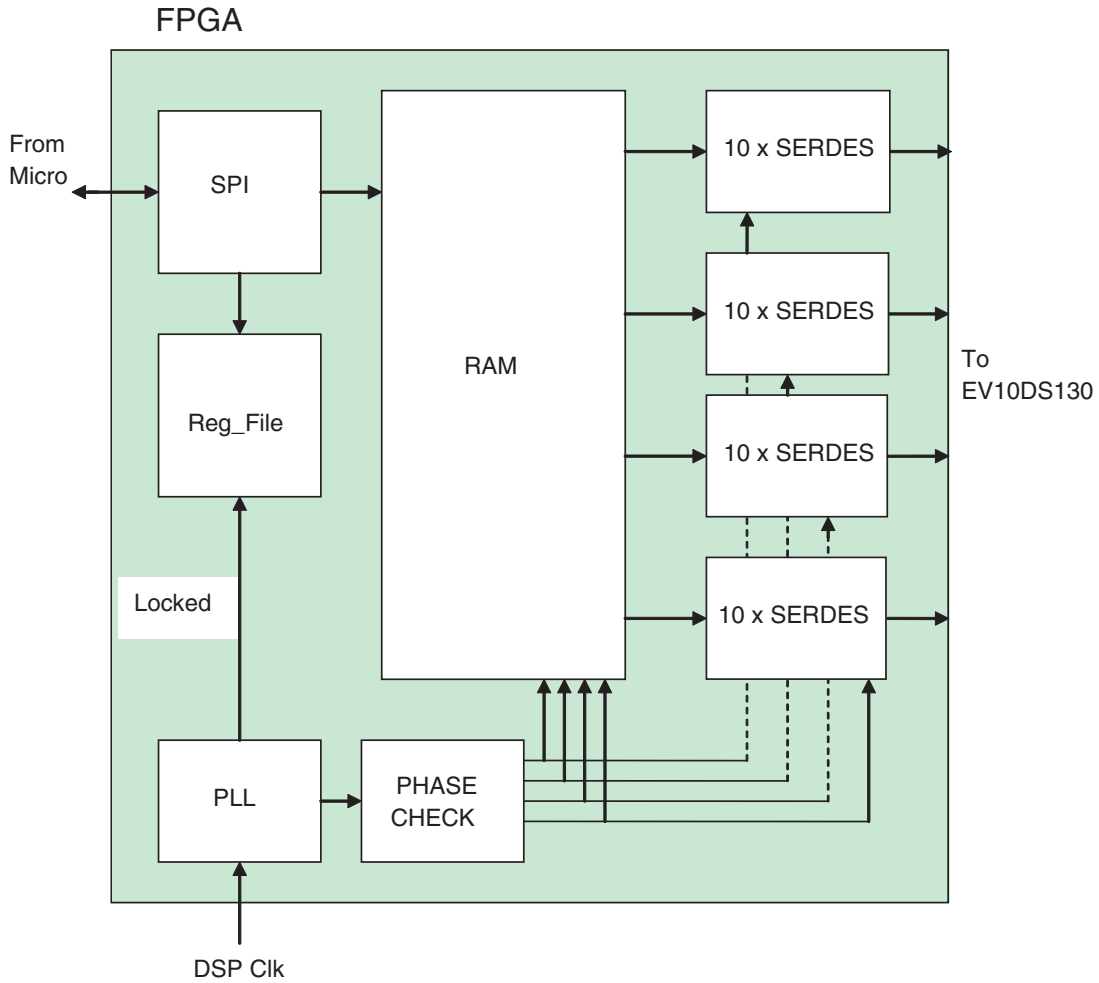 FPGA
From
Micro
SPI
RAM
Reg_File
Locked
PLL
PHASE
CHECK
DSP Clk
10 x SERDES
10 x SERDES
10 x SERDES
10 x SERDES
To
EV10DS130